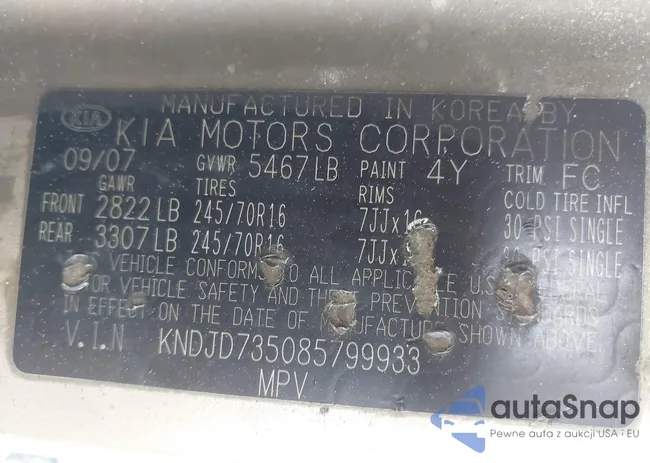 MANUFACTURED IN KOREA BY
KIA KIA MOTORS CORPORATION
09/07 GVWR 5467LB PAINT 4Y TRIM FC
GAWR TIRES RIMS COLD TIRE INFL
FRONT 2822LB 245/70R16 7JJx16 30 PSI SINGLE
REAR 3307LB 245/70R16 7JJx PSI SINGLE
VEHICLE TO ALL U.S.
VEHICLE SAFETY AND PREVENTION
IN EFFECT ON THE DATE OF SHOWN ABOVE
V.I.N KNDJD735085799933
MPV
autaSnap
Pewne auta z aukcji USA i EU